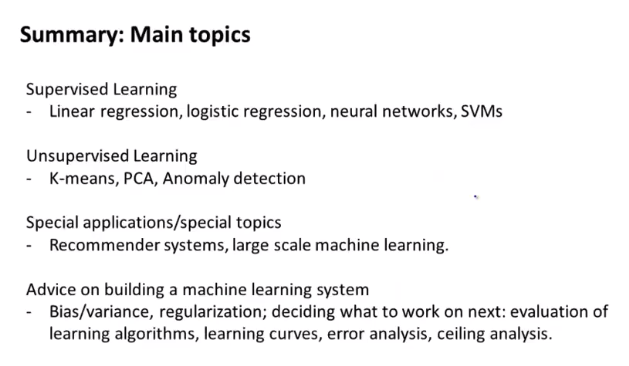 Summary: Main topics
Supervised Learning
- Linear regression, logistic regression, neural networks, SVMs
Unsupervised Learning
- K-means, PCA, Anomaly detection
Special applications/special topics
- Recommender systems, large scale machine learning.
Advice on building a machine learning system
- Bias/variance, regularization; deciding what to work on next: evaluation of
learning algorithms, learning curves, error analysis, ceiling analysis.